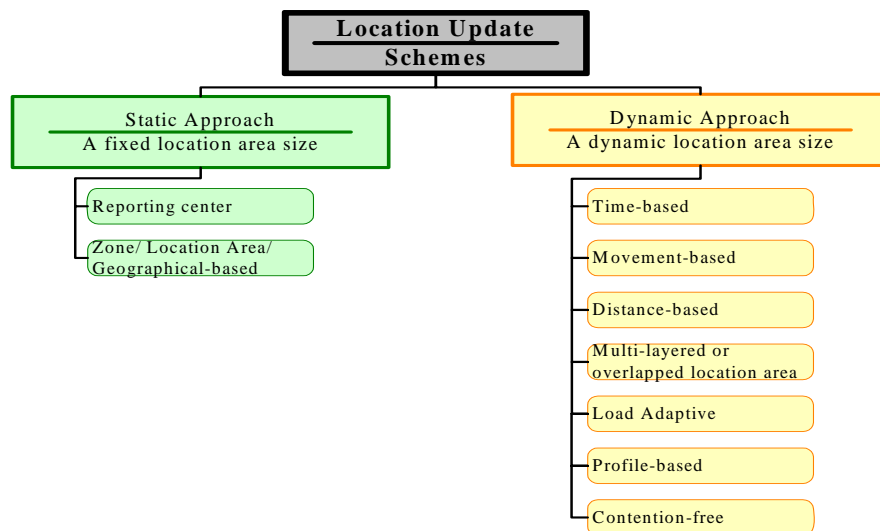 Location Update
Schemes
Static Approach
A fixed location area size
Reporting center
Zone/ Location Area/
Geographical-based
Dynamic Approach
A dynamic location area size
Time-based
Movement-based
Distance-based
Multi-layered or
overlapped location area
Load Adaptive
Profile-based
Contention-free